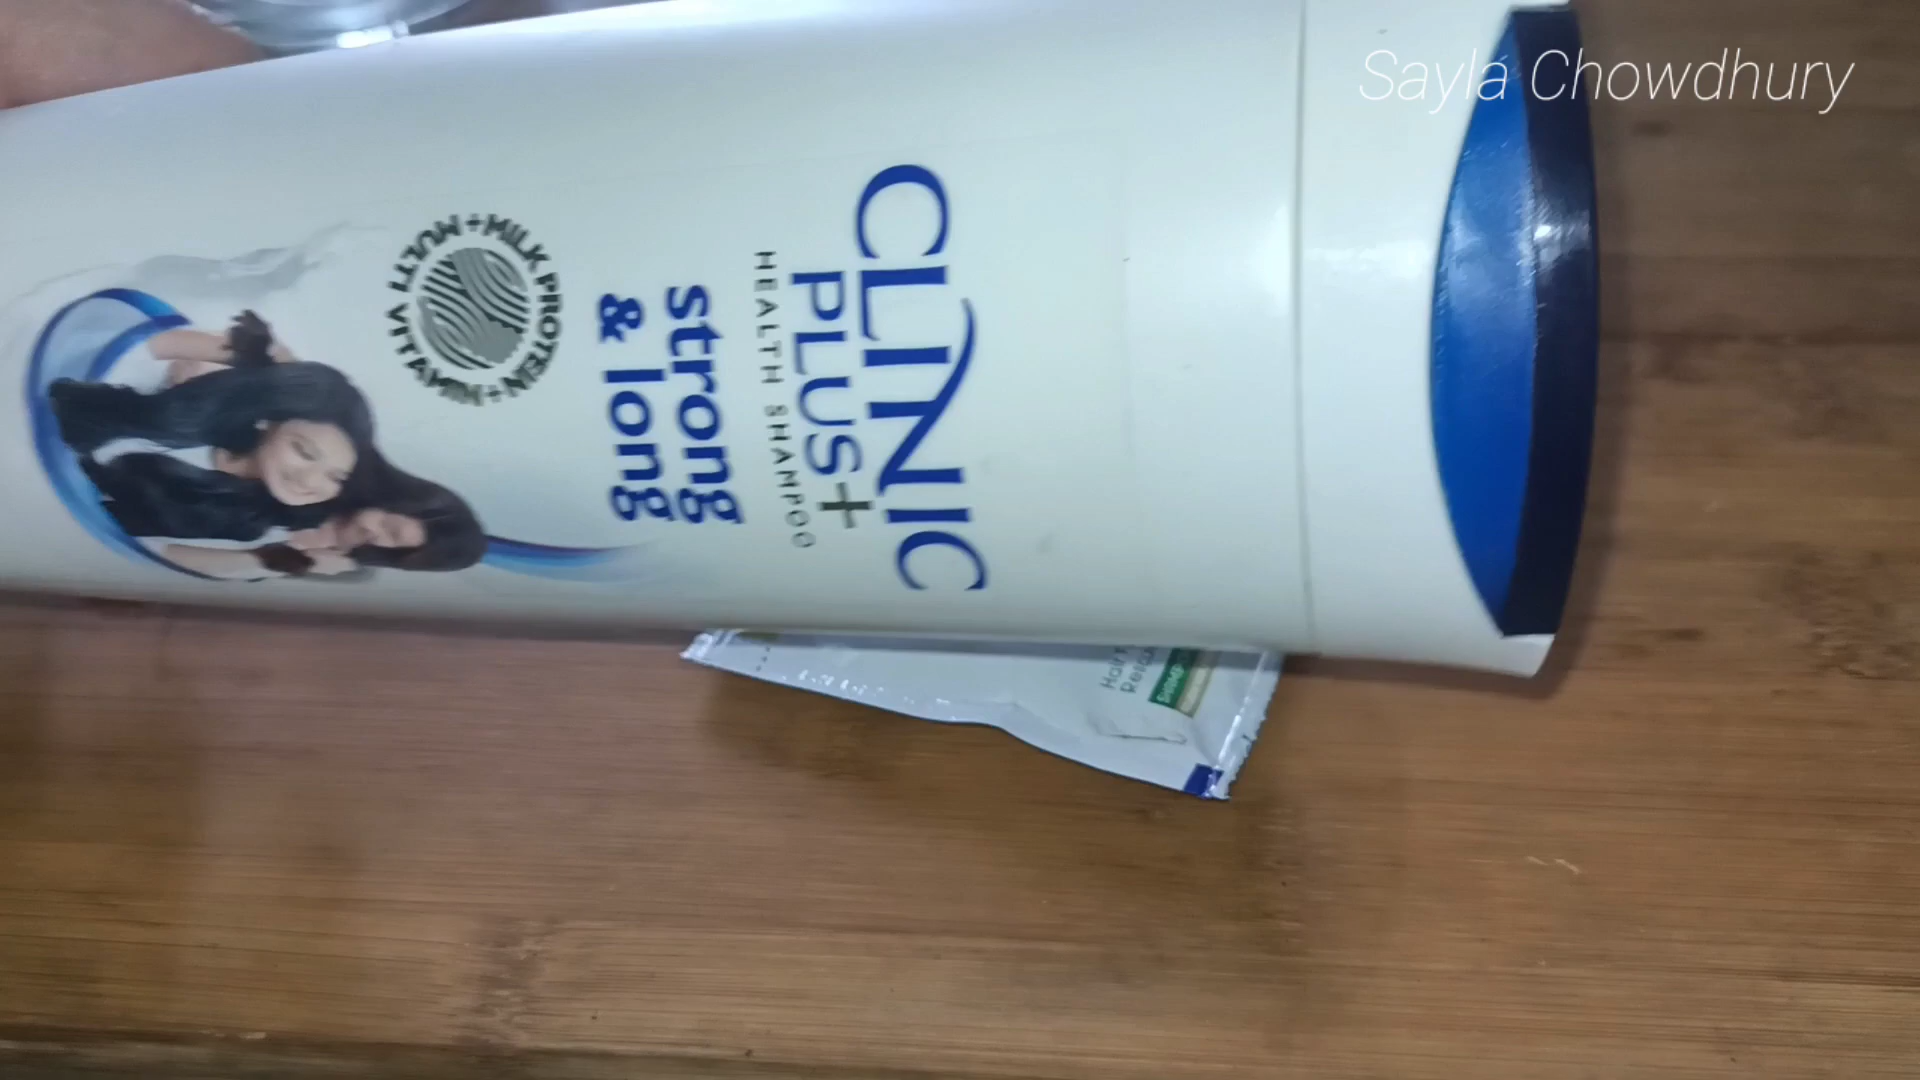 Sayla Chowdhury
CLINIC
PLUS+
HEALTH SHAMPOO
strong
& long
MILK PROTEIN + MULTI VITAMIN +